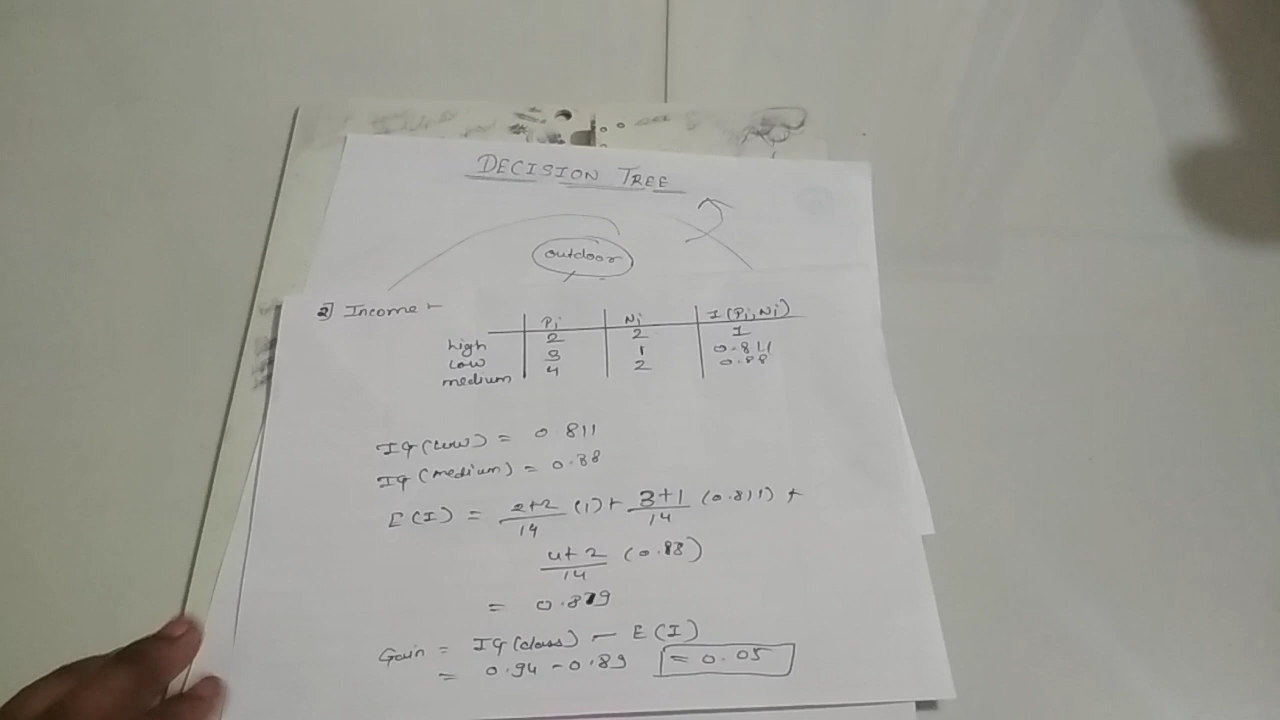 DECISION TREE
outdoor
2] Income -
Pi Ni I (Pi, Ni)
high 2 2 1
low 3 1 0.811
medium 4 2 0.88
IG (low) = 0 811
IG (medium) = 0.88
E (I) = 2+2/14 (1) + 3+1/14 (0.811) +
4+2/14 (0.88)
= 0.879
Gain = IG (class) - E (I)
= 0.94 - 0.89 = 0.05